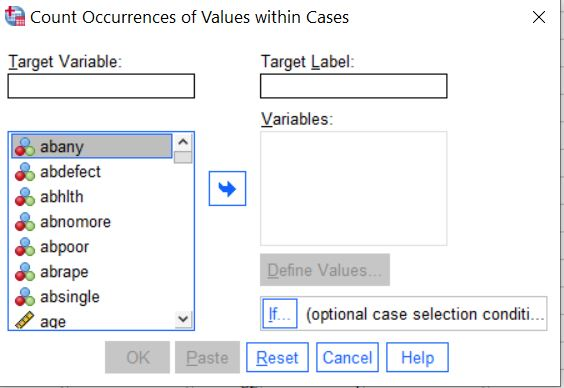 Count Occurrences of Values within Cases
Target Variable:
Target Label:
Variables:
abany
abdefect
abhlth
abnomore
abpoor
abrape
absingle
age
Define Values...
If... (optional case selection conditi...
OK Paste Reset Cancel Help